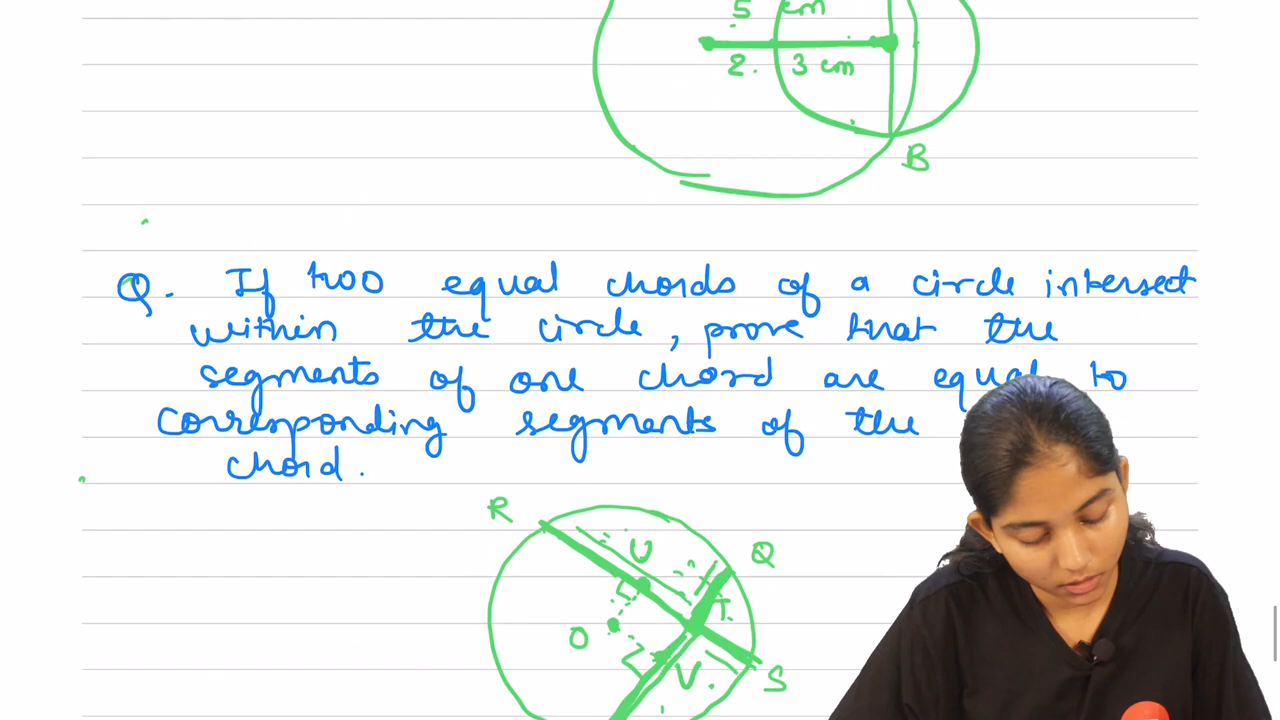 5 cm
2. 3 cm
B
Q. If two equal chords of a circle intersect
within the circle, prove that the
segments of one chord are equal to
corresponding segments of the
chord.
R
U
Q
T.
O
V.
S